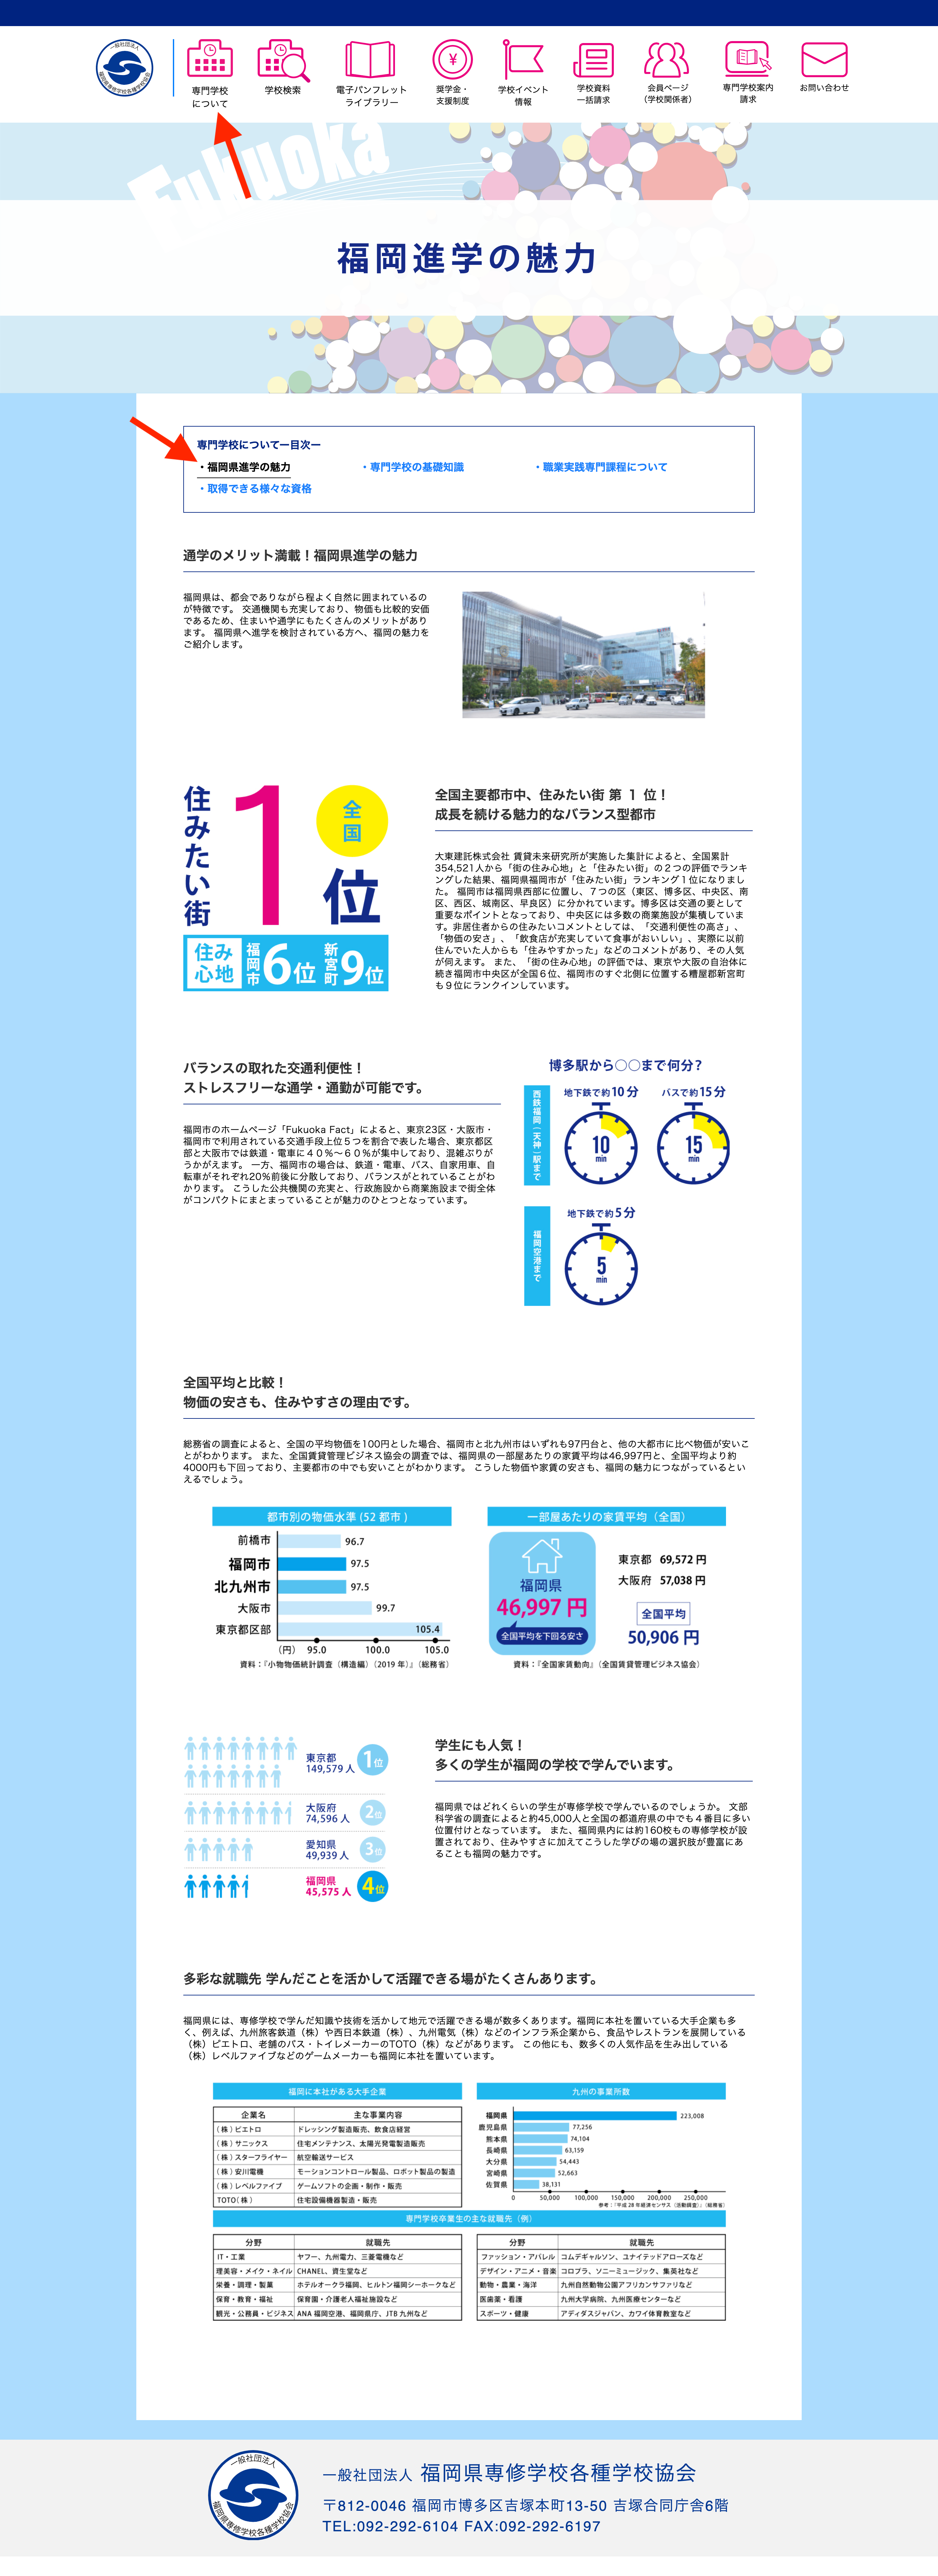 一般社団法人
福岡県専修学校各種学校協会
専門学校
について
学校検索
電子パンフレット
ライブラリー
奨学金・
支援制度
学校イベント
情報
学校資料
一括請求
会員ページ
（学校関係者）
専門学校案内
請求
お問い合わせ
Fukuoka
福岡進学の魅力
専門学校についてー目次ー
・福岡県進学の魅力
・専門学校の基礎知識
・職業実践専門課程について
・取得できる様々な資格
通学のメリット満載！福岡県進学の魅力
福岡県は、都会でありながら程よく自然に囲まれているの
が特徴です。 交通機関も充実しており、物価も比較的安価
であるため、住まいや通学にもたくさんのメリットがあり
ます。 福岡県へ進学を検討されている方へ、福岡の魅力を
ご紹介します。
住みたい街
1位
全国
住み心地
福岡市6位
新宮町9位
全国主要都市中、住みたい街 第 1 位！
成長を続ける魅力的なバランス型都市
大東建託株式会社 賃貸未来研究所が実施した集計によると、全国累計
354,521人から「街の住み心地」と「住みたい街」の２つの評価でランキ
ングした結果、福岡県福岡市が「住みたい街」ランキング１位になりまし
た。 福岡市は福岡県西部に位置し、７つの区（東区、博多区、中央区、南
区、西区、城南区、早良区）に分かれています。博多区は交通の要として
重要なポイントとなっており、中央区には多数の商業施設が集積していま
す。非居住者からの住みたいコメントとしては、「交通利便性の高さ」、
「物価の安さ」、「飲食店が充実していて食事がおいしい」、実際に以前
住んでいた人からも「住みやすかった」などのコメントがあり、その人気
が伺えます。 また、「街の住み心地」の評価では、東京や大阪の自治体に
続き福岡市中央区が全国６位、福岡市のすぐ北側に位置する糟屋郡新宮町
も９位にランクインしています。
バランスの取れた交通利便性！
ストレスフリーな通学・通勤が可能です。
福岡市のホームページ「Fukuoka Fact」によると、東京23区・大阪市・
福岡市で利用されている交通手段上位５つを割合で表した場合、東京都区
部と大阪市では鉄道・電車に４０％〜６０％が集中しており、混雑ぶりが
うかがえます。 一方、福岡市の場合は、鉄道・電車、バス、自家用車、自
転車がそれぞれ20%前後に分散しており、バランスがとれていることがわ
かります。 こうした公共機関の充実と、行政施設から商業施設まで街全体
がコンパクトにまとまっていることが魅力のひとつとなっています。
博多駅から○○まで何分？
西鉄福岡（天神）駅まで
地下鉄で約10分
10
min
バスで約15分
15
min
福岡空港まで
地下鉄で約5分
5
min
全国平均と比較！
物価の安さも、住みやすさの理由です。
総務省の調査によると、全国の平均物価を100円とした場合、福岡市と北九州市はいずれも97円台と、他の大都市に比べ物価が安いこ
とがわかります。 また、全国賃貸管理ビジネス協会の調査では、福岡県の一部屋あたりの家賃平均は46,997円と、全国平均より約
4000円も下回っており、主要都市の中でも安いことがわかります。 こうした物価や家賃の安さも、福岡の魅力につながっているとい
えるでしょう。
都市別の物価水準 (52 都市 )
前橋市 96.7
福岡市 97.5
北九州市 97.5
大阪市 99.7
東京都区部 105.4
(円) 95.0 100.0 105.0
資料：『小物物価統計調査（構造編）（2019 年）』（総務省）
一部屋あたりの家賃平均（全国）
福岡県
46,997 円
全国平均を下回る安さ
東京都 69,572 円
大阪府 57,038 円
全国平均
50,906 円
資料：『全国家賃動向』（全国賃貸管理ビジネス協会）
東京都
149,579 人
1位
大阪府
74,596 人
2位
愛知県
49,939 人
3位
福岡県
45,575 人
4位
学生にも人気！
多くの学生が福岡の学校で学んでいます。
福岡県ではどれくらいの学生が専修学校で学んでいるのでしょうか。 文部
科学省の調査によると約45,000人と全国の都道府県の中でも４番目に多い
位置付けとなっています。 また、福岡県内には約160校もの専修学校が設
置されており、住みやすさに加えてこうした学びの場の選択肢が豊富にあ
ることも福岡の魅力です。
多彩な就職先 学んだことを活かして活躍できる場がたくさんあります。
福岡県には、専修学校で学んだ知識や技術を活かして地元で活躍できる場が数多くあります。福岡に本社を置いている大手企業も多
く、例えば、九州旅客鉄道（株）や西日本鉄道（株）、九州電気（株）などのインフラ系企業から、食品やレストランを展開している
（株）ピエトロ、老舗のバス・トイレメーカーのTOTO（株）などがあります。 この他にも、数多くの人気作品を生み出している
（株）レベルファイブなどのゲームメーカーも福岡に本社を置いています。
福岡に本社がある大手企業
企業名 主な事業内容
（株）ピエトロ ドレッシング製造販売、飲食店経営
（株）サニックス 住宅メンテナンス、太陽光発電製造販売
（株）スターフライヤー 航空輸送サービス
（株）安川電機 モーションコントロール製品、ロボット製品の製造
（株）レベルファイブ ゲームソフトの企画・制作・販売
TOTO（株） 住宅設備機器製造・販売
九州の事業所数
福岡県 223,008
鹿児島県 77,256
熊本県 74,104
長崎県 63,159
大分県 54,443
宮崎県 52,663
佐賀県 38,131
0 50,000 100,000 150,000 200,000 250,000
参考：『平成 28 年経済センサス（活動調査）』（総務省）
専門学校卒業生の主な就職先（例）
分野 就職先
IT・工業 ヤフー、九州電力、三菱電機など
理美容・メイク・ネイル CHANEL、資生堂など
栄養・調理・製菓 ホテルオークラ福岡、ヒルトン福岡シーホークなど
保育・教育・福祉 保育園・介護老人福祉施設など
観光・公務員・ビジネス ANA 福岡空港、福岡県庁、JTB 九州など
分野 就職先
ファッション・アパレル コムデギャルソン、ユナイテッドアローズなど
デザイン・アニメ・音楽 コロプラ、ソニーミュージック、集英社など
動物・農業・海洋 九州自然動物公園アフリカンサファリなど
医歯薬・看護 九州大学病院、九州医療センターなど
スポーツ・健康 アディダスジャパン、カワイ体育教室など
一般社団法人
福岡県専修学校各種学校協会
一般社団法人 福岡県専修学校各種学校協会
〒812-0046 福岡市博多区吉塚本町13-50 吉塚合同庁舎6階
TEL:092-292-6104 FAX:092-292-6197